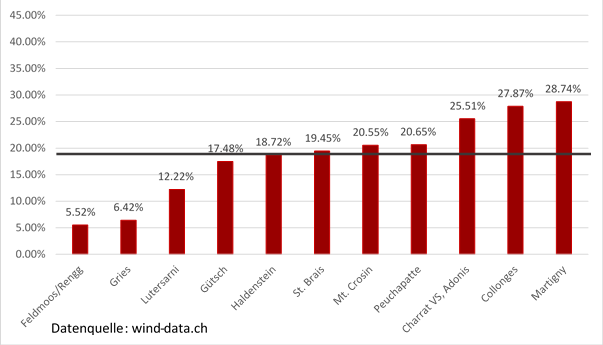 45.00%
40.00%
35.00%
30.00%
25.00%
20.00%
15.00%
10.00%
5.00%
0.00%
5.52%
6.42%
12.22%
17.48%
18.72%
19.45%
20.55%
20.65%
25.51%
27.87%
28.74%
Feldmoos/Rengg
Gries
Lutersarni
Gütsch
Haldenstein
St. Brais
Mt. Crosin
Peuchapatte
Charrat VS, Adonis
Collonges
Martigny
Datenquelle: wind-data.ch